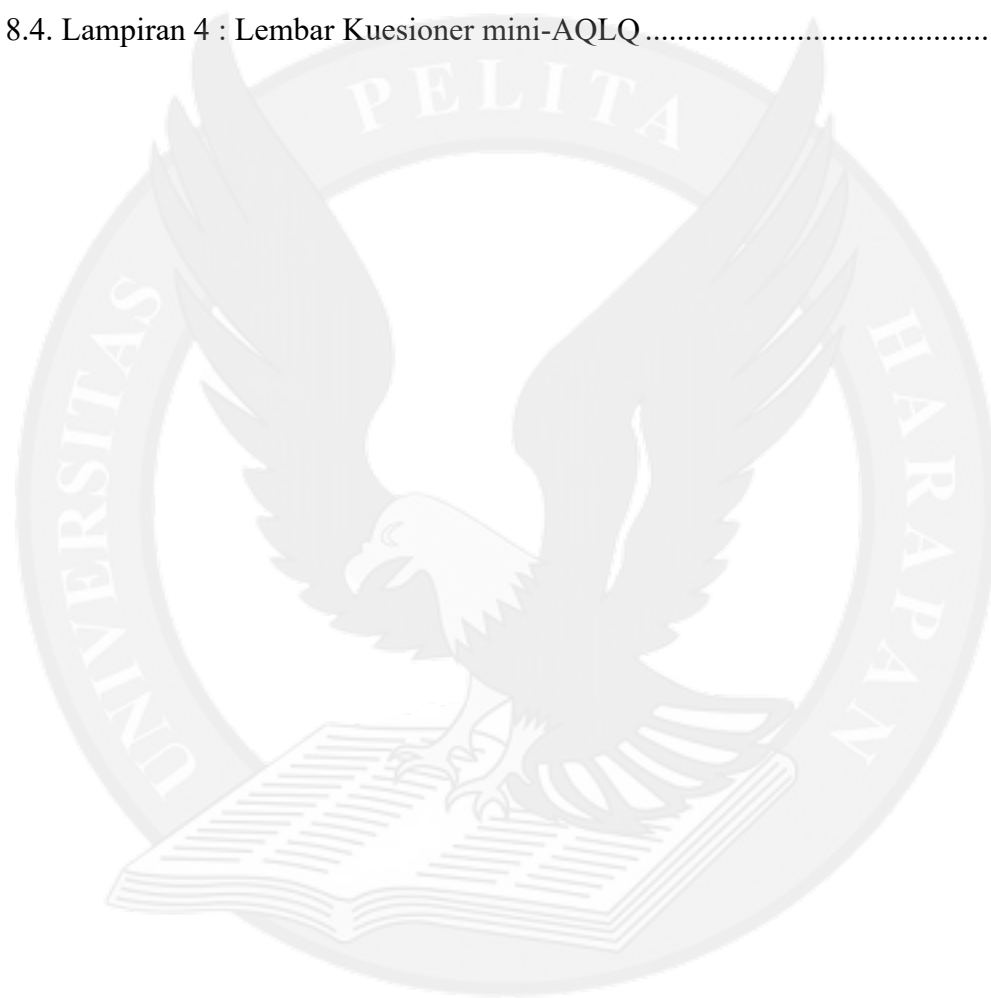 8.4. Lampiran 4 : Lembar Kuesioner mini-AQLQ ...........................................
PELITA
UNIVERSITAS
HARAPAN